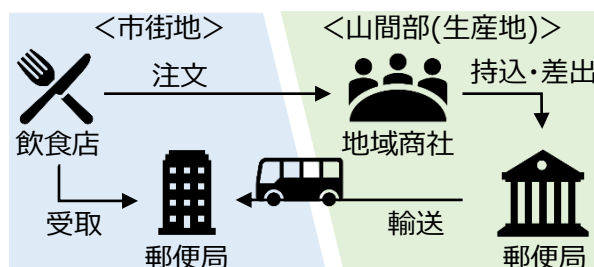 <市街地>
<山間部(生産地)>
注文
持込・差出
飲食店
地域商社
受取
輸送
郵便局
郵便局